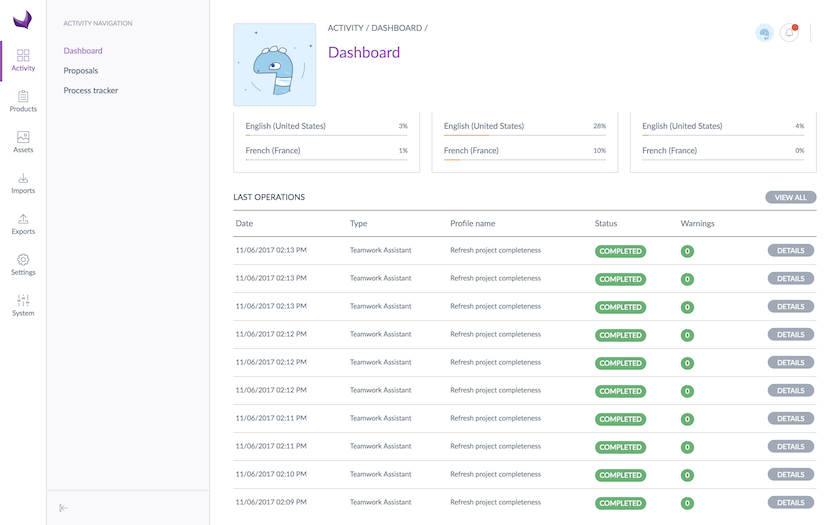 ACTIVITY NAVIGATION
Dashboard
Proposals
Process tracker
Activity
Products
Assets
Imports
Exports
Settings
System
ACTIVITY / DASHBOARD /
Dashboard
English (United States) 3%
French (France) 1%
English (United States) 28%
French (France) 10%
English (United States) 4%
French (France) 0%
LAST OPERATIONS VIEW ALL
Date Type Profile name Status Warnings
11/06/2017 02:13 PM Teamwork Assistant Refresh project completeness COMPLETED 0 DETAILS
11/06/2017 02:13 PM Teamwork Assistant Refresh project completeness COMPLETED 0 DETAILS
11/06/2017 02:13 PM Teamwork Assistant Refresh project completeness COMPLETED 0 DETAILS
11/06/2017 02:12 PM Teamwork Assistant Refresh project completeness COMPLETED 0 DETAILS
11/06/2017 02:12 PM Teamwork Assistant Refresh project completeness COMPLETED 0 DETAILS
11/06/2017 02:12 PM Teamwork Assistant Refresh project completeness COMPLETED 0 DETAILS
11/06/2017 02:11 PM Teamwork Assistant Refresh project completeness COMPLETED 0 DETAILS
11/06/2017 02:11 PM Teamwork Assistant Refresh project completeness COMPLETED 0 DETAILS
11/06/2017 02:10 PM Teamwork Assistant Refresh project completeness COMPLETED 0 DETAILS
11/06/2017 02:09 PM Teamwork Assistant Refresh project completeness COMPLETED 0 DETAILS